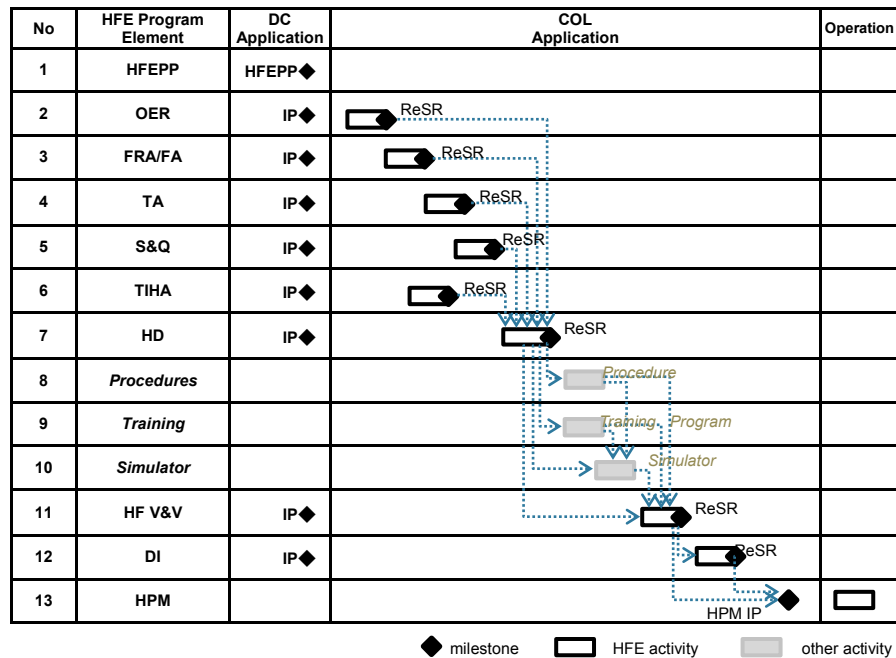 No HFE Program Element DC Application COL Application Operation
1 HFEPP HFEPP
2 OER IP ReSR
3 FRA/FA IP ReSR
4 TA IP ReSR
5 S&Q IP ReSR
6 TIHA IP ReSR
7 HD IP ReSR
8 Procedures Procedure
9 Training Training Program
10 Simulator Simulator
11 HF V&V IP ReSR
12 DI IP ReSR
13 HPM HPM IP
milestone HFE activity other activity